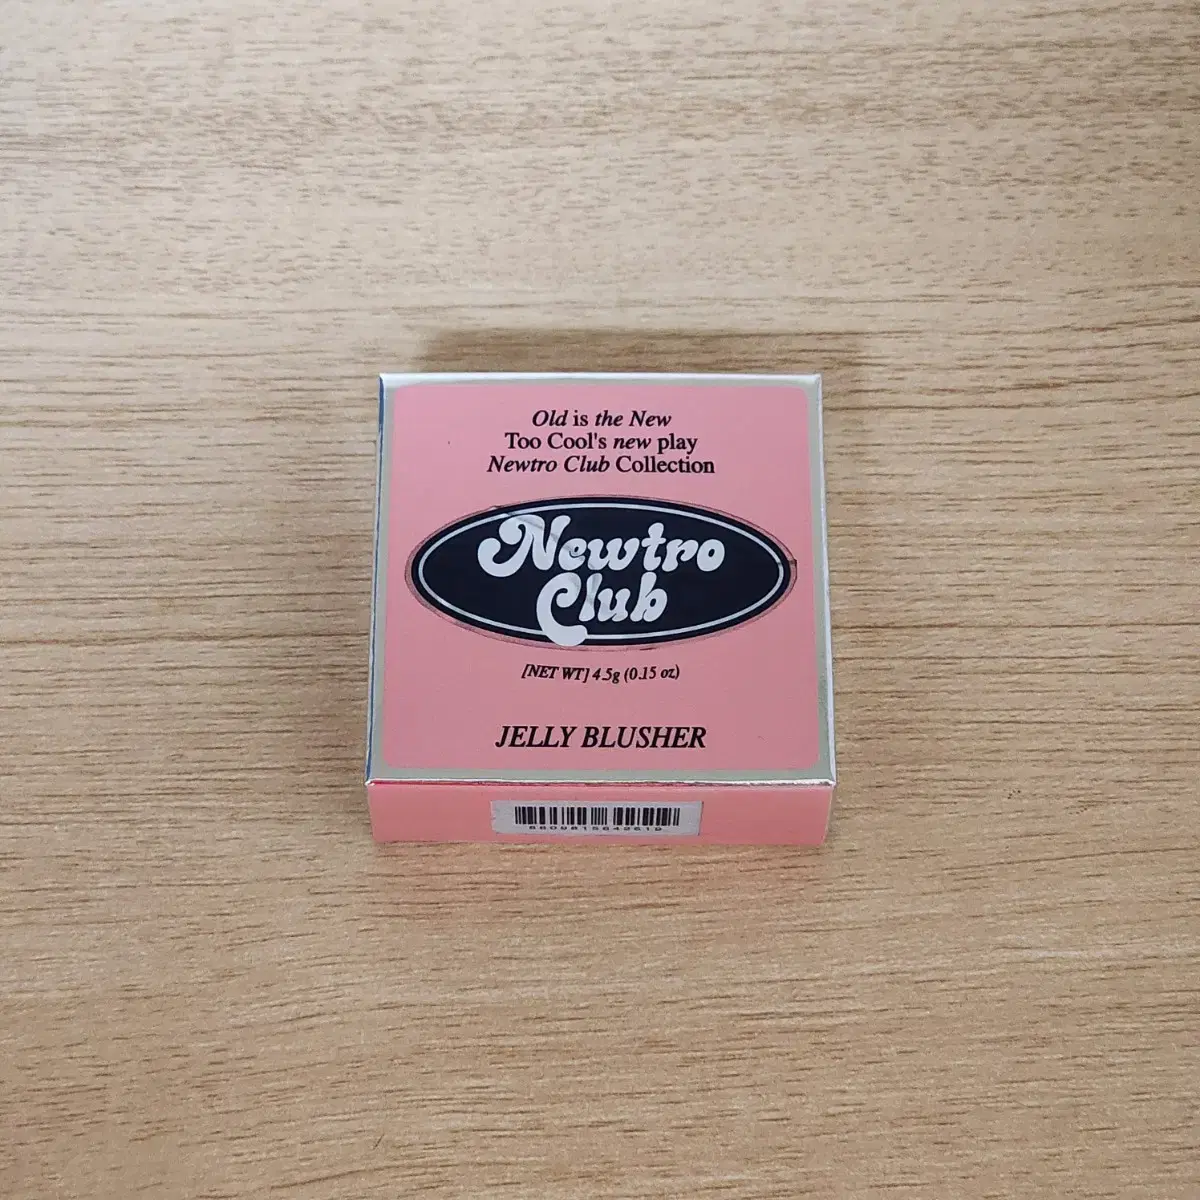 Old is the New
Too Cool's new play
Newtro Club Collection
Newtro
Club
[NET WT] 4.5g (0.15 oz)
JELLY BLUSHER